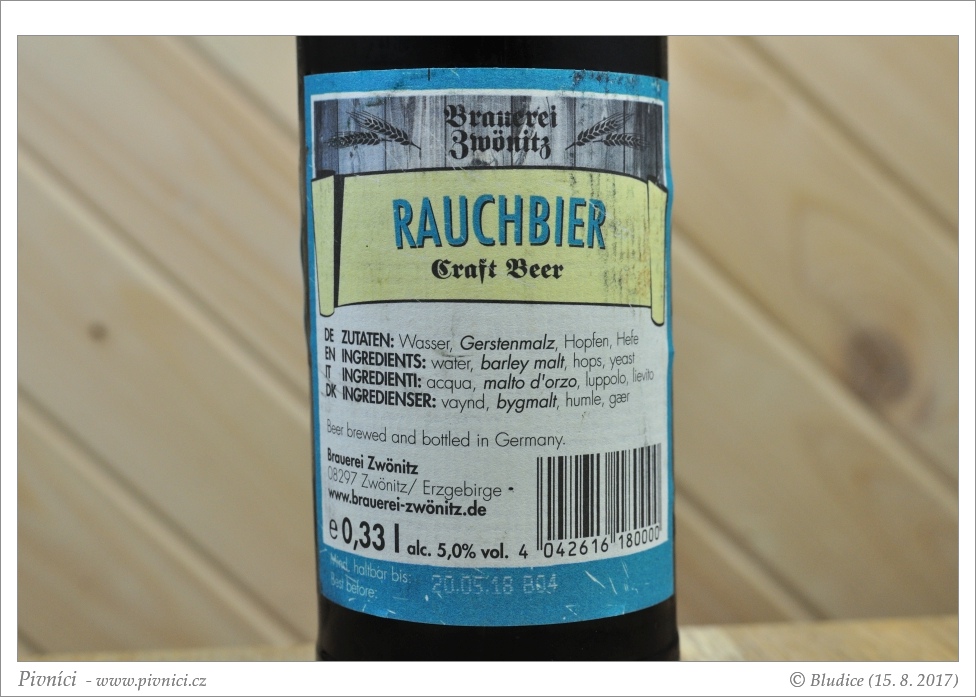 Brauerei
Zwönitz
RAUCHBIER
Craft Beer
DE ZUTATEN: Wasser, Gerstenmalz, Hopfen, Hefe
EN INGREDIENTS: water, barley malt, hops, yeast
IT INGREDIENTI: acqua, malto d'orzo, luppolo, lievito
DK INGREDIENSER: vaynd, bygmalt, humle, gær
Beer brewed and bottled in Germany.
Brauerei Zwönitz
08297 Zwönitz/ Erzgebirge
www.brauerei-zwönitz.de
e 0,33 l alc. 5,0% vol.
4 042616 180000
Mind. haltbar bis:
Best before:
20.05.18 B04
Pivníci - www.pivnici.cz
© Bludice (15. 8. 2017)